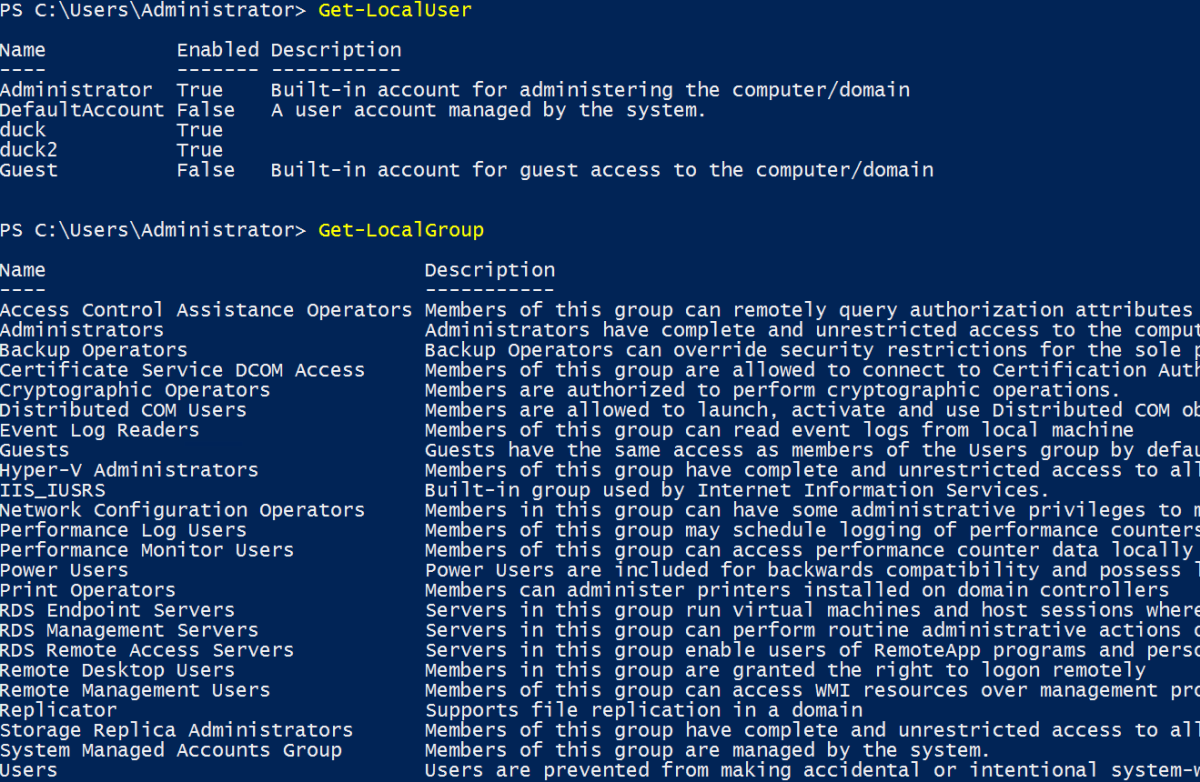 PS C:\Users\Administrator> Get-LocalUser
Name Enabled Description
---- ------- -----------
Administrator True Built-in account for administering the computer/domain
DefaultAccount False A user account managed by the system.
duck True
duck2 True
Guest False Built-in account for guest access to the computer/domain
PS C:\Users\Administrator> Get-LocalGroup
Name Description
---- -----------
Access Control Assistance Operators Members of this group can remotely query authorization attributes
Administrators Administrators have complete and unrestricted access to the comput
Backup Operators Backup Operators can override security restrictions for the sole p
Certificate Service DCOM Access Members of this group are allowed to connect to Certification Auth
Cryptographic Operators Members are authorized to perform cryptographic operations.
Distributed COM Users Members are allowed to launch, activate and use Distributed COM ob
Event Log Readers Members of this group can read event logs from local machine
Guests Guests have the same access as members of the Users group by defau
Hyper-V Administrators Members of this group have complete and unrestricted access to all
IIS_IUSRS Built-in group used by Internet Information Services.
Network Configuration Operators Members in this group can have some administrative privileges to m
Performance Log Users Members of this group may schedule logging of performance counters
Performance Monitor Users Members of this group can access performance counter data locally
Power Users Power Users are included for backwards compatibility and possess l
Print Operators Members can administer printers installed on domain controllers
RDS Endpoint Servers Servers in this group run virtual machines and host sessions where
RDS Management Servers Servers in this group can perform routine administrative actions o
RDS Remote Access Servers Servers in this group enable users of RemoteApp programs and perso
Remote Desktop Users Members in this group are granted the right to logon remotely
Remote Management Users Members of this group can access WMI resources over management pro
Replicator Supports file replication in a domain
Storage Replica Administrators Members of this group have complete and unrestricted access to all
System Managed Accounts Group Members of this group are managed by the system.
Users Users are prevented from making accidental or intentional system-w